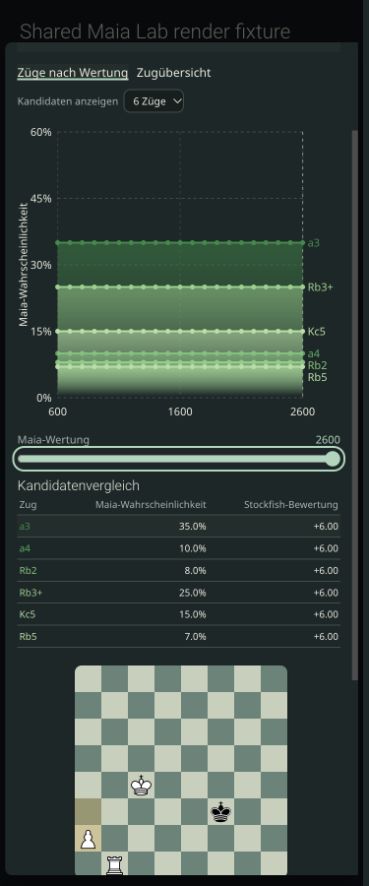 Shared Maia Lab render fixture
Züge nach Wertung Zugübersicht
Kandidaten anzeigen 6 Züge
60%
45%
30%
15%
0%
Maia-Wahrscheinlichkeit
a3
Rb3+
Kc5
a4
Rb2
Rb5
600 1600 2600
Maia-Wertung 2600
Kandidatenvergleich
Zug Maia-Wahrscheinlichkeit Stockfish-Bewertung
a3 35.0% +6.00
a4 10.0% +6.00
Rb2 8.0% +6.00
Rb3+ 25.0% +6.00
Kc5 15.0% +6.00
Rb5 7.0% +6.00